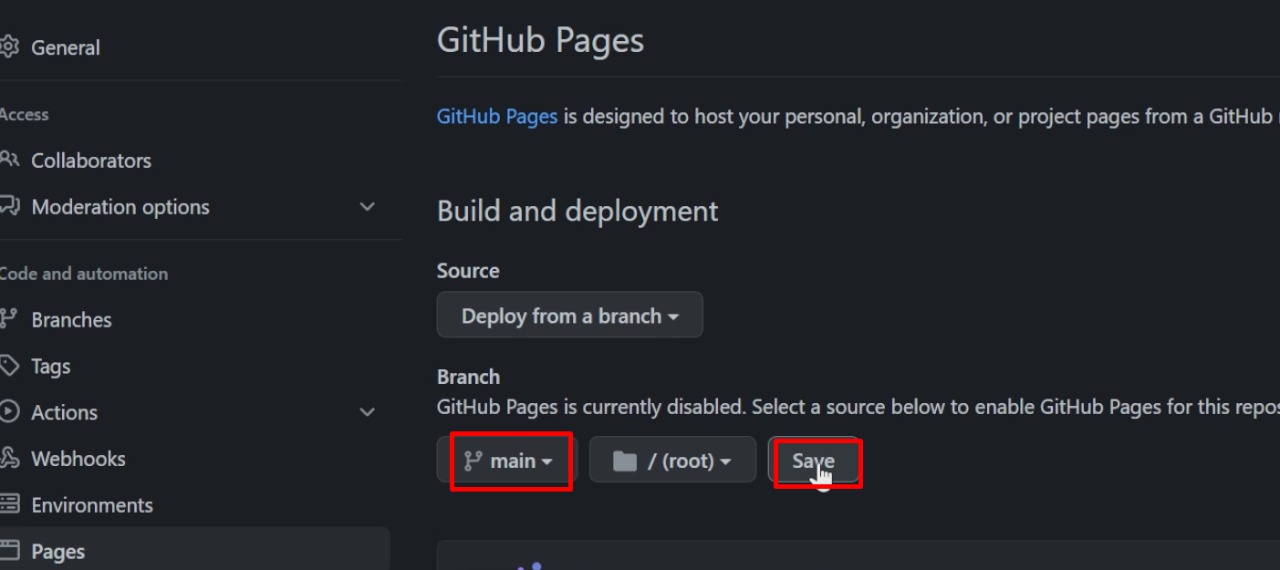 General
Access
Collaborators
Moderation options
Code and automation
Branches
Tags
Actions
Webhooks
Environments
Pages
GitHub Pages
GitHub Pages is designed to host your personal, organization, or project pages from a GitHub
Build and deployment
Source
Deploy from a branch
Branch
GitHub Pages is currently disabled. Select a source below to enable GitHub Pages for this repos
main / (root) Save